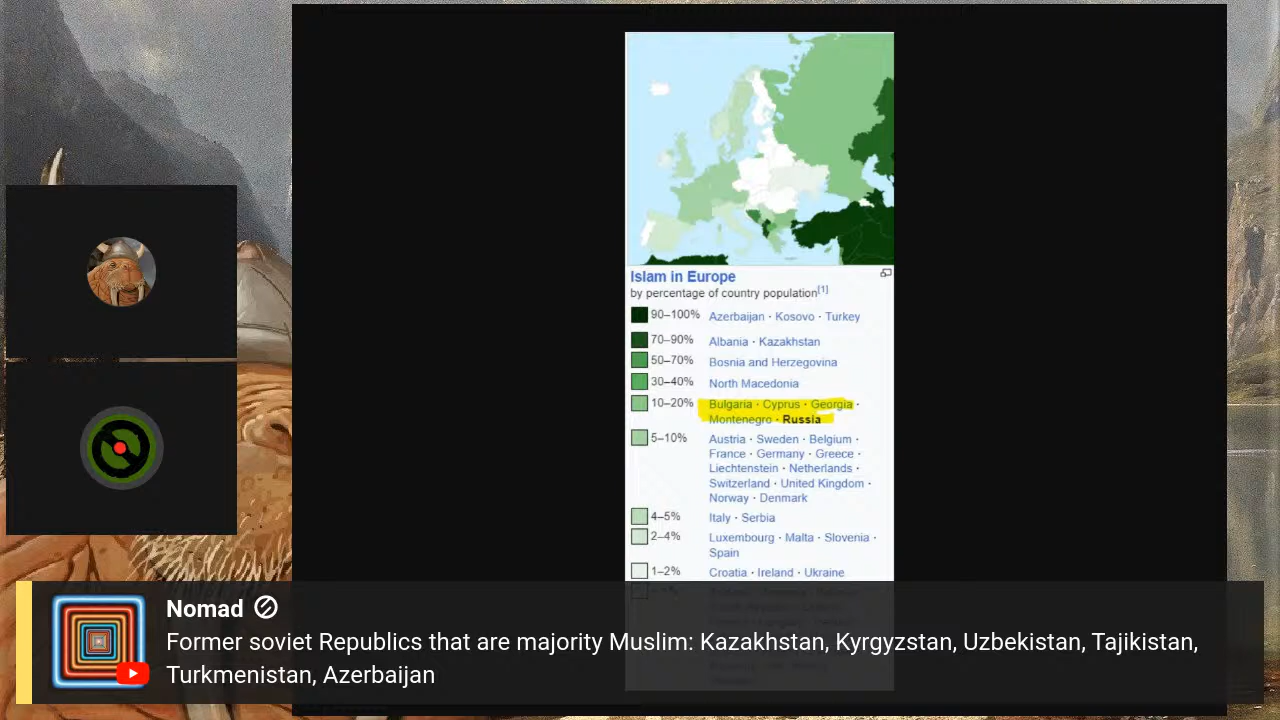 Islam in Europe
by percentage of country population[1]
90–100% Azerbaijan · Kosovo · Turkey
70–90% Albania · Kazakhstan
50–70% Bosnia and Herzegovina
30–40% North Macedonia
10–20% Bulgaria · Cyprus · Georgia ·
Montenegro · Russia
5–10% Austria · Sweden · Belgium ·
France · Germany · Greece ·
Liechtenstein · Netherlands ·
Switzerland · United Kingdom ·
Norway · Denmark
4–5% Italy · Serbia
2–4% Luxembourg · Malta · Slovenia ·
Spain
1–2% Croatia · Ireland · Ukraine
Nomad
Former soviet Republics that are majority Muslim: Kazakhstan, Kyrgyzstan, Uzbekistan, Tajikistan,
Turkmenistan, Azerbaijan